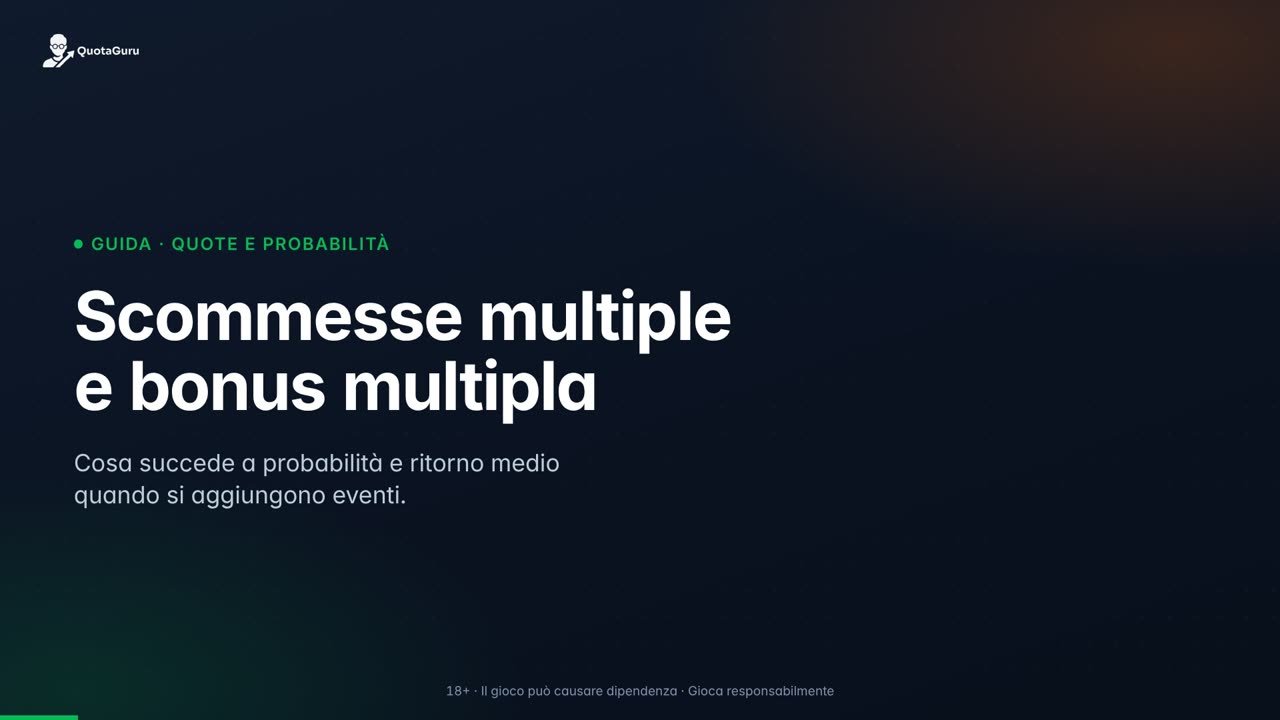 QuotaGuru
GUIDA · QUOTE E PROBABILITÀ
Scommesse multiple
e bonus multipla
Cosa succede a probabilità e ritorno medio
quando si aggiungono eventi.
18+ · Il gioco può causare dipendenza · Gioca responsabilmente